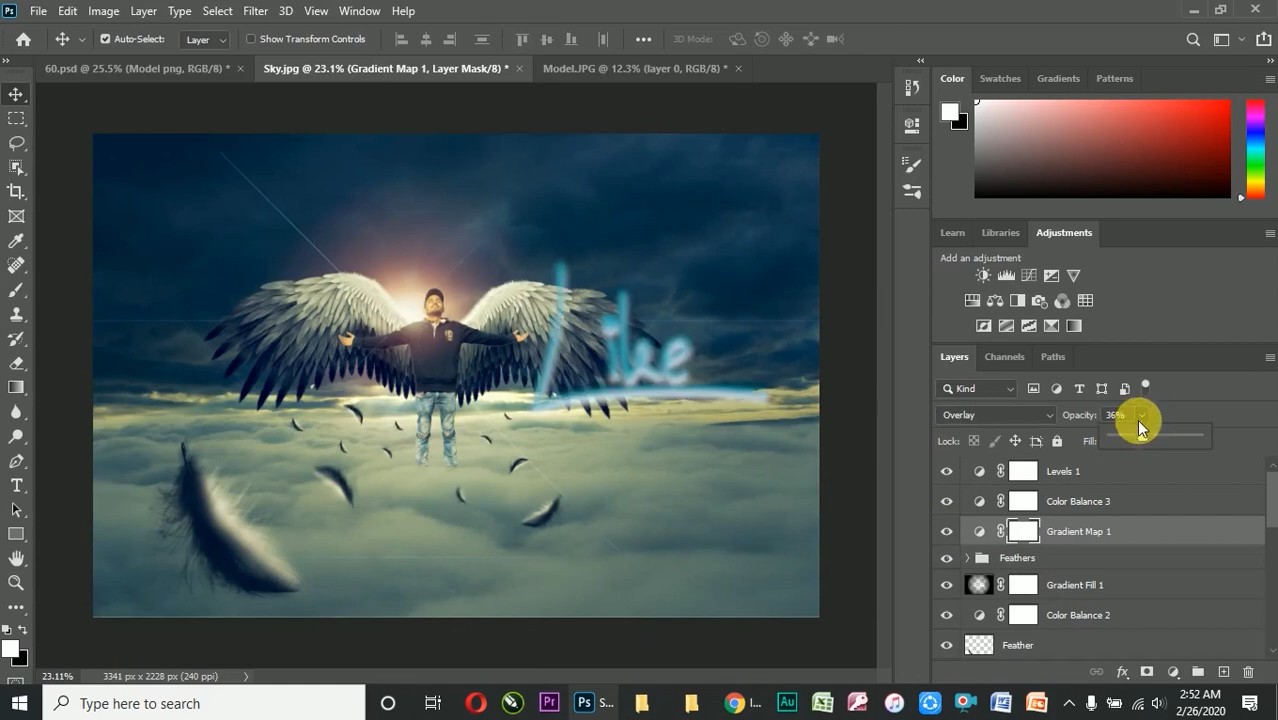 Ps File Edit Image Layer Type Select Filter 3D View Window Help
Auto-Select: Layer Show Transform Controls 3D Mode:
60.psd @ 25.5% (Model png, RGB/8) * × Sky.jpg @ 23.1% (Gradient Map 1, Layer Mask/8) * × Model.JPG @ 12.3% (layer 0, RGB/8) * ×
Color Swatches Gradients Patterns
Learn Libraries Adjustments
Add an adjustment
Like
Layers Channels Paths
Kind
Overlay Opacity: 36%
Lock: Fill:
Levels 1
Color Balance 3
Gradient Map 1
Feathers
Gradient Fill 1
Color Balance 2
Feather
23.11% 3341 px x 2228 px (240 ppi)
Type here to search
Pr Ps S... I... Au
2:52 AM
2/26/2020